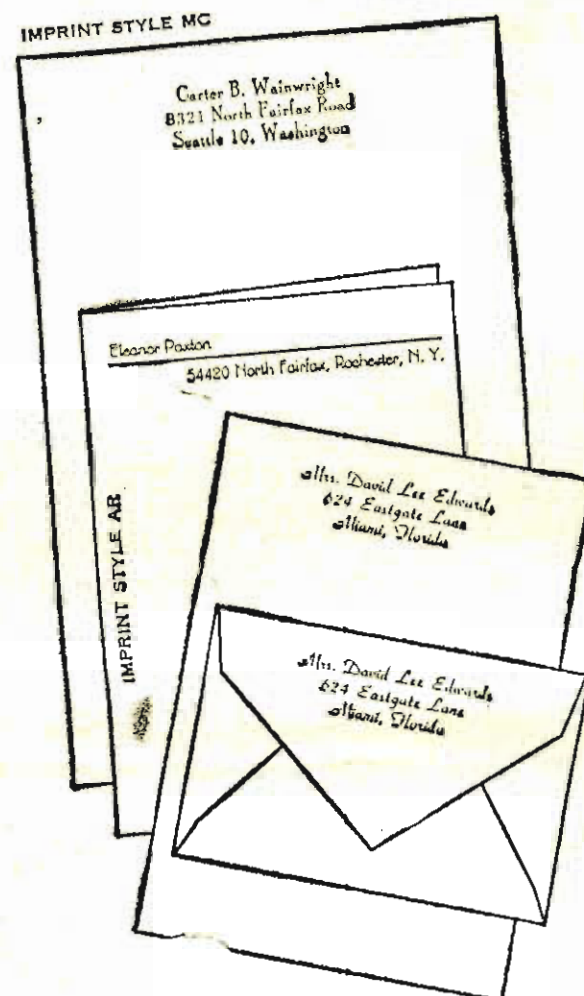 IMPRINT STYLE MC
Carter B. Wainwright
8321 North Fairfax Road
Seattle 10, Washington
Eleanor Paxton
54420 North Fairfax, Rochester, N. Y.
IMPRINT STYLE AR
Mrs. David Lee Edwards
624 Eastgate Lane
Miami, Florida
Mrs. David Lee Edwards
624 Eastgate Lane
Miami, Florida